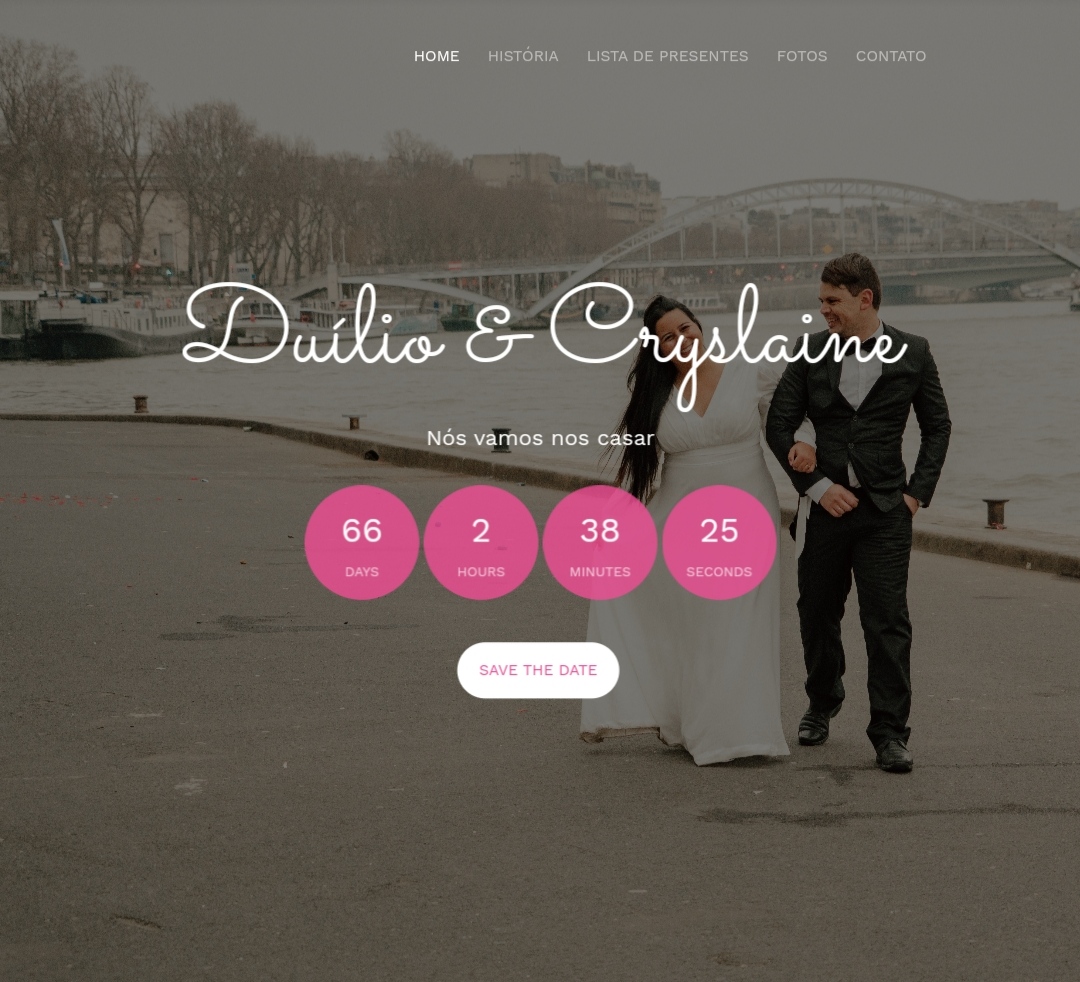 HOME HISTÓRIA LISTA DE PRESENTES FOTOS CONTATO
Duílio & Cryslaine
Nós vamos nos casar
66 2 38 25
DAYS HOURS MINUTES SECONDS
SAVE THE DATE